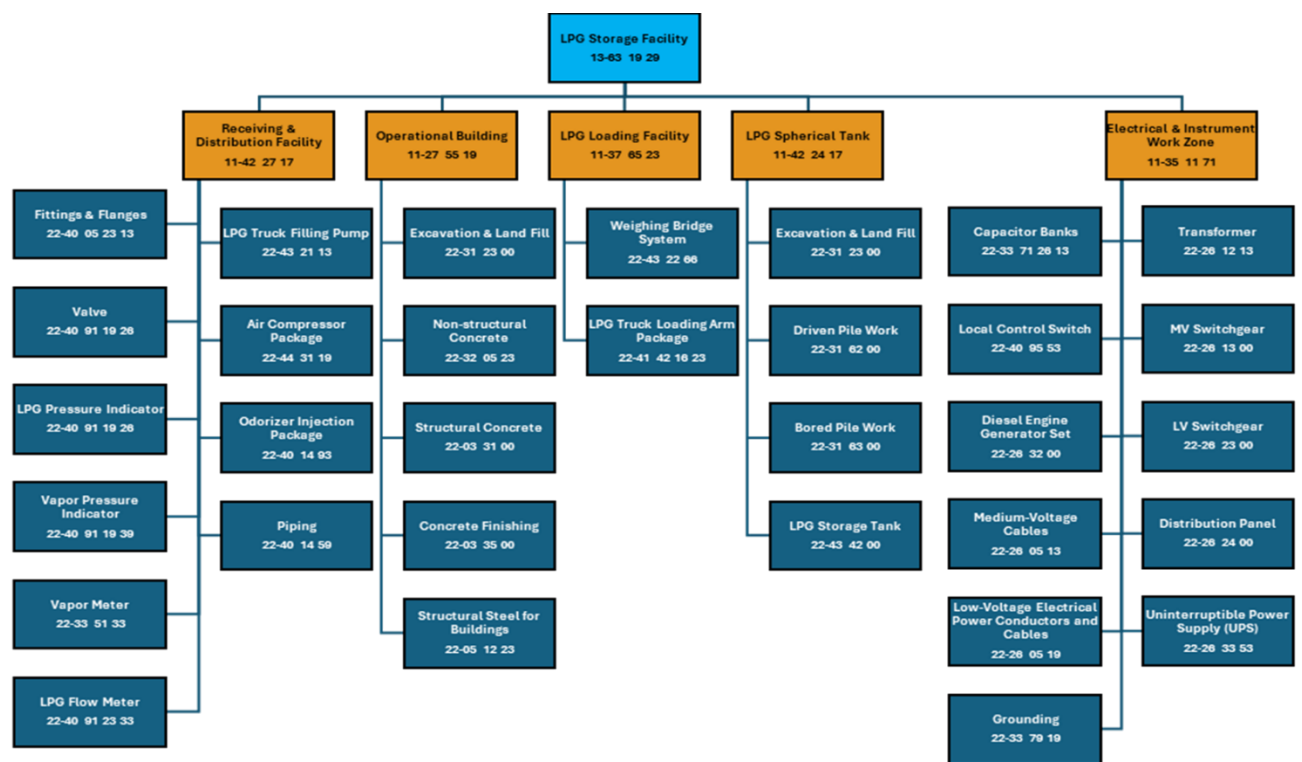 LPG Storage Facility
13-63 19 29
Receiving &
Distribution Facility
11-42 27 17
Operational Building
11-27 55 19
LPG Loading Facility
11-37 65 23
LPG Spherical Tank
11-42 24 17
Electrical & Instrument
Work Zone
11-35 11 71
Fittings & Flanges
22-40 05 23 13
Valve
22-40 91 19 26
LPG Pressure Indicator
22-40 91 19 26
Vapor Pressure
Indicator
22-40 91 19 39
Vapor Meter
22-33 51 33
LPG Flow Meter
22-40 91 23 33
LPG Truck Filling Pump
22-43 21 13
Air Compressor
Package
22-44 31 19
Odorizer Injection
Package
22-40 14 93
Piping
22-40 14 59
Excavation & Land Fill
22-31 23 00
Non-structural
Concrete
22-32 05 23
Structural Concrete
22-03 31 00
Concrete Finishing
22-03 35 00
Structural Steel for
Buildings
22-05 12 23
Weighing Bridge
System
22-43 22 66
LPG Truck Loading Arm
Package
22-41 42 16 23
Excavation & Land Fill
22-31 23 00
Driven Pile Work
22-31 62 00
Bored Pile Work
22-31 63 00
LPG Storage Tank
22-43 42 00
Capacitor Banks
22-33 71 26 13
Local Control Switch
22-40 95 53
Diesel Engine
Generator Set
22-26 32 00
Medium-Voltage
Cables
22-26 05 13
Low-Voltage Electrical
Power Conductors and
Cables
22-26 05 19
Grounding
22-33 79 19
Transformer
22-26 12 13
MV Switchgear
22-26 13 00
LV Switchgear
22-26 23 00
Distribution Panel
22-26 24 00
Uninterruptible Power
Supply (UPS)
22-26 33 53